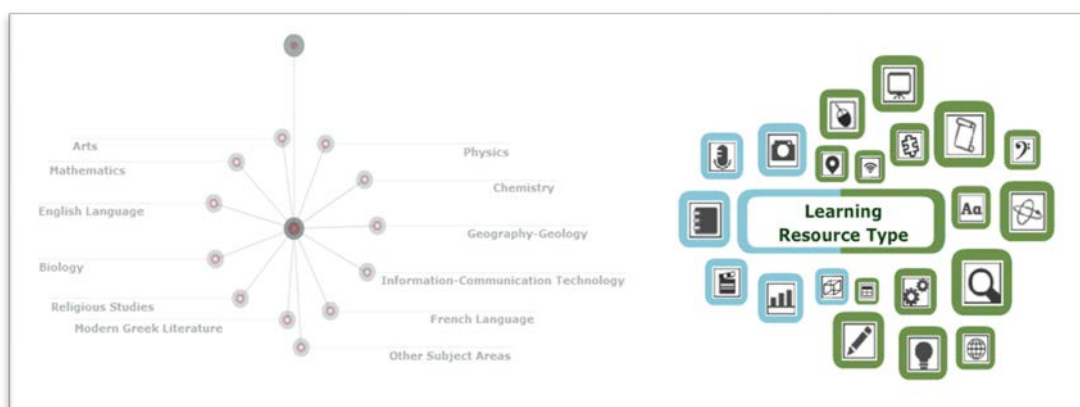 Arts
Mathematics
English Language
Biology
Religious Studies
Modern Greek Literature
Physics
Chemistry
Geography-Geology
Information-Communication Technology
French Language
Other Subject Areas
Learning
Resource Type
Aa